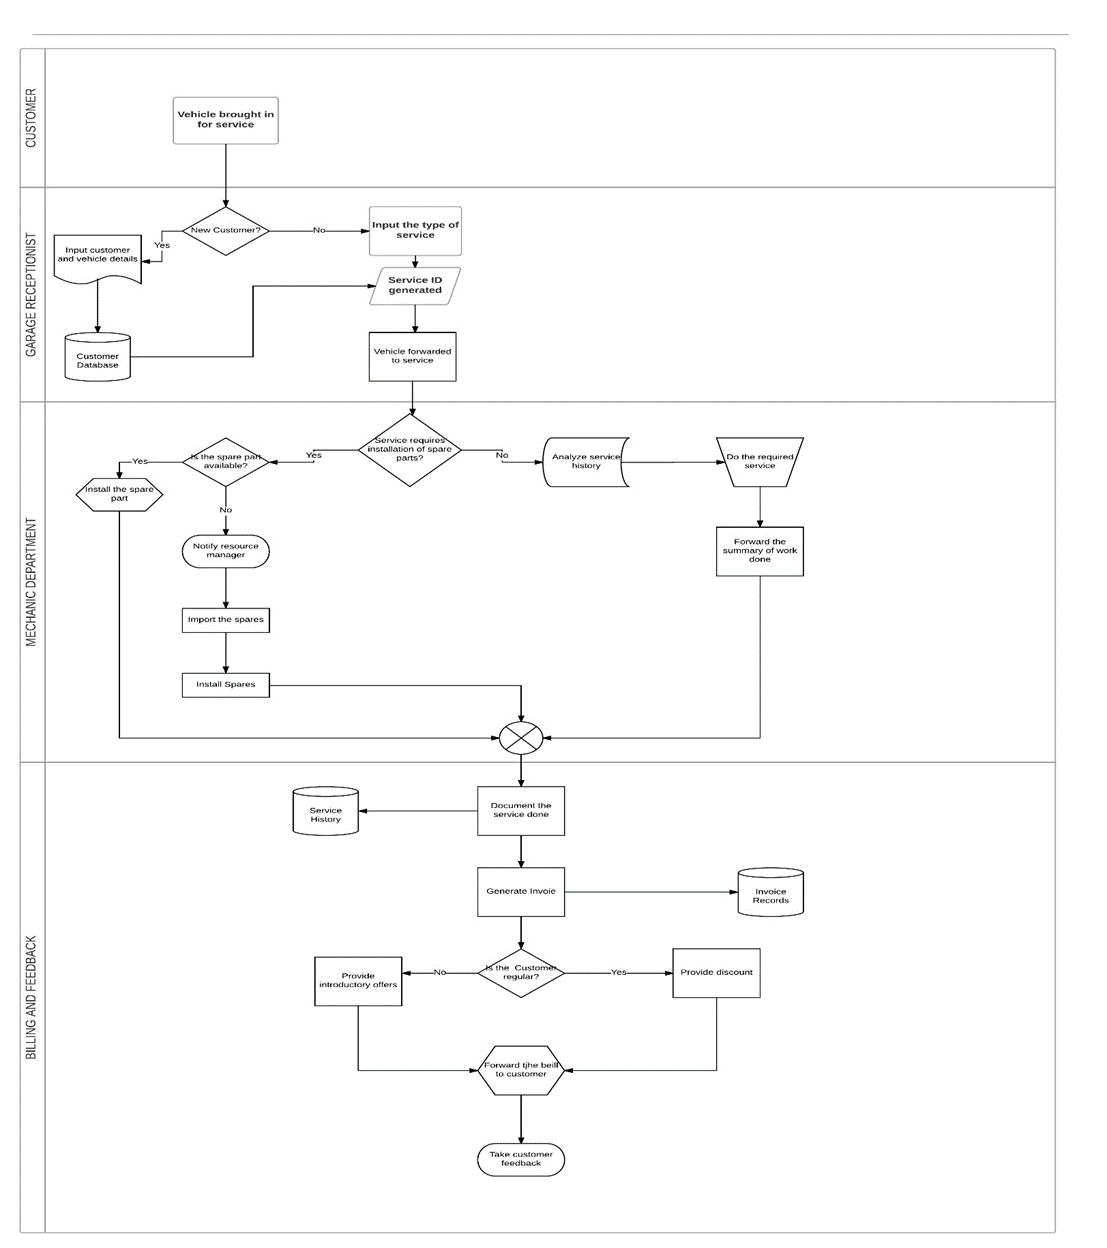 CUSTOMER
Vehicle brought in
for service
GARAGE RECEPTIONIST
New Customer?
No
Input the type of
service
Yes
Input customer
and vehicle details
Service ID
generated
Customer
Database
Vehicle forwarded
to service
MECHANIC DEPARTMENT
Service requires
installation of spare
parts?
Yes
No
Is the spare part
available?
Yes
Analyze service
history
Do the required
service
Install the spare
part
No
Notify resource
manager
Forward the
summary of work
done
Import the spares
Install Spares
BILLING AND FEEDBACK
Service
History
Document the
service done
Generate Invoie
Invoice
Records
Is the Customer
regular?
No
Yes
Provide
introductory offers
Provide discount
Forward tjhe beill
to customer
Take customer
feedback